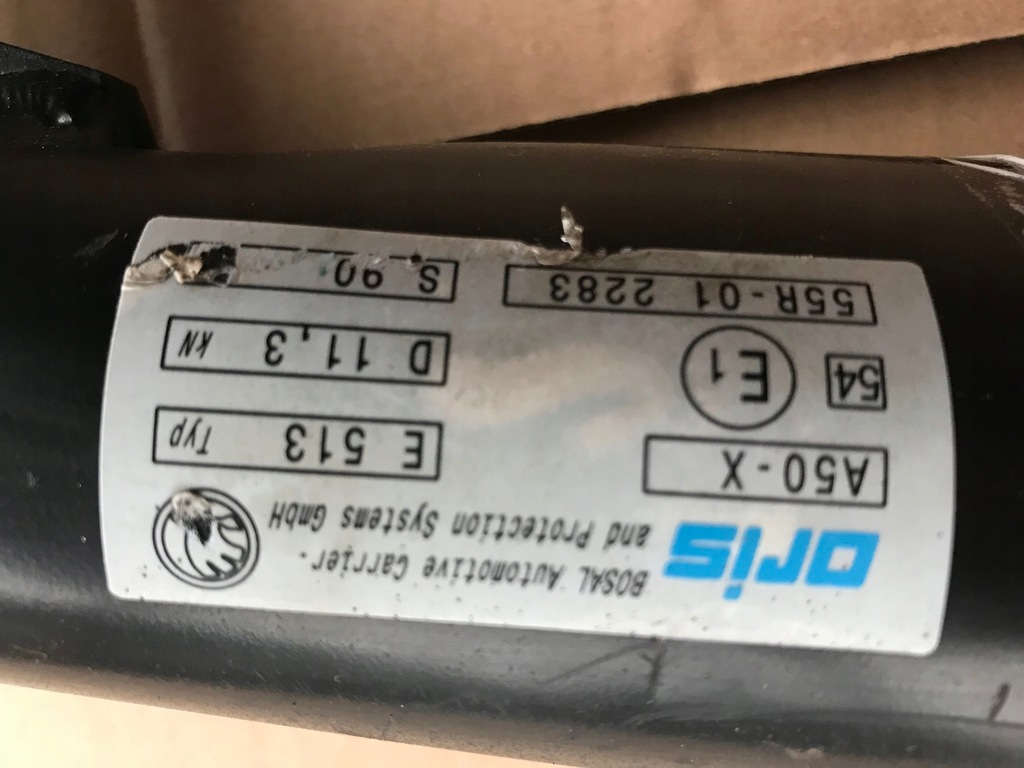 oris BOSAL Automotive Carrier-
and Protection Systems GmbH
A50-X E 513 Typ
54 E1 D 11,3 kN
55R-01 2283 S 90